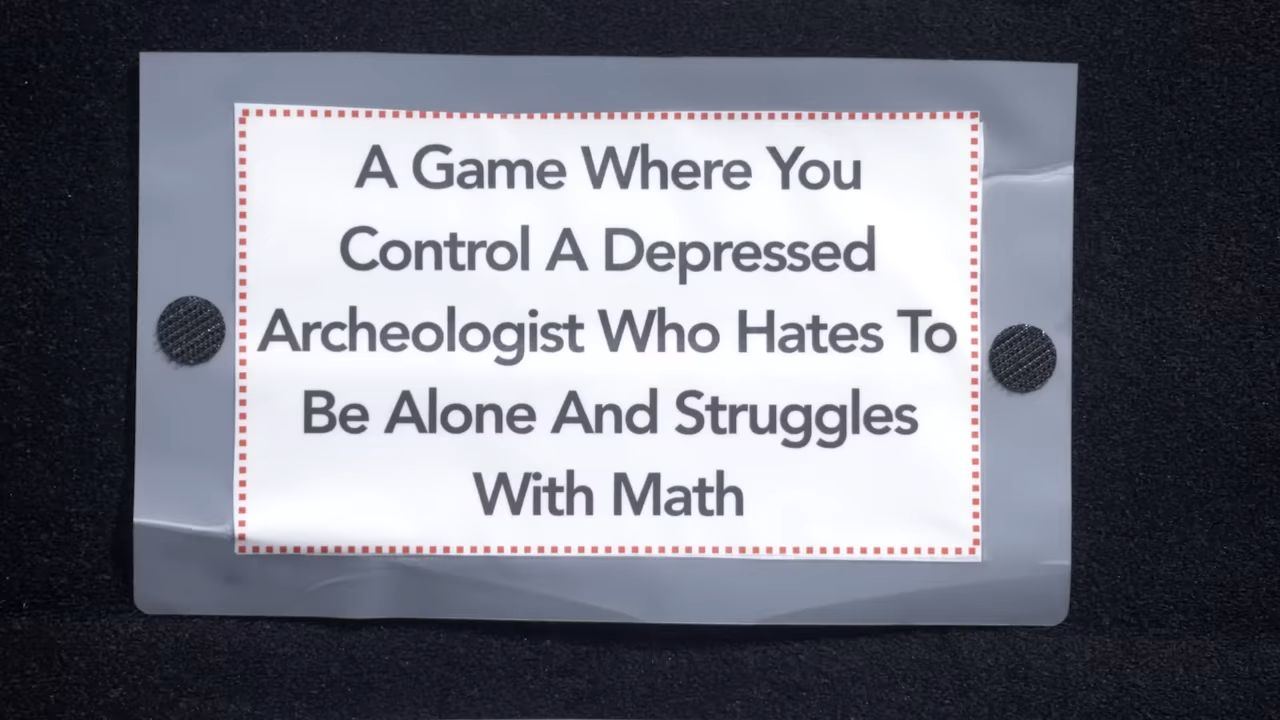 A Game Where You
Control A Depressed
Archeologist Who Hates To
Be Alone And Struggles
With Math